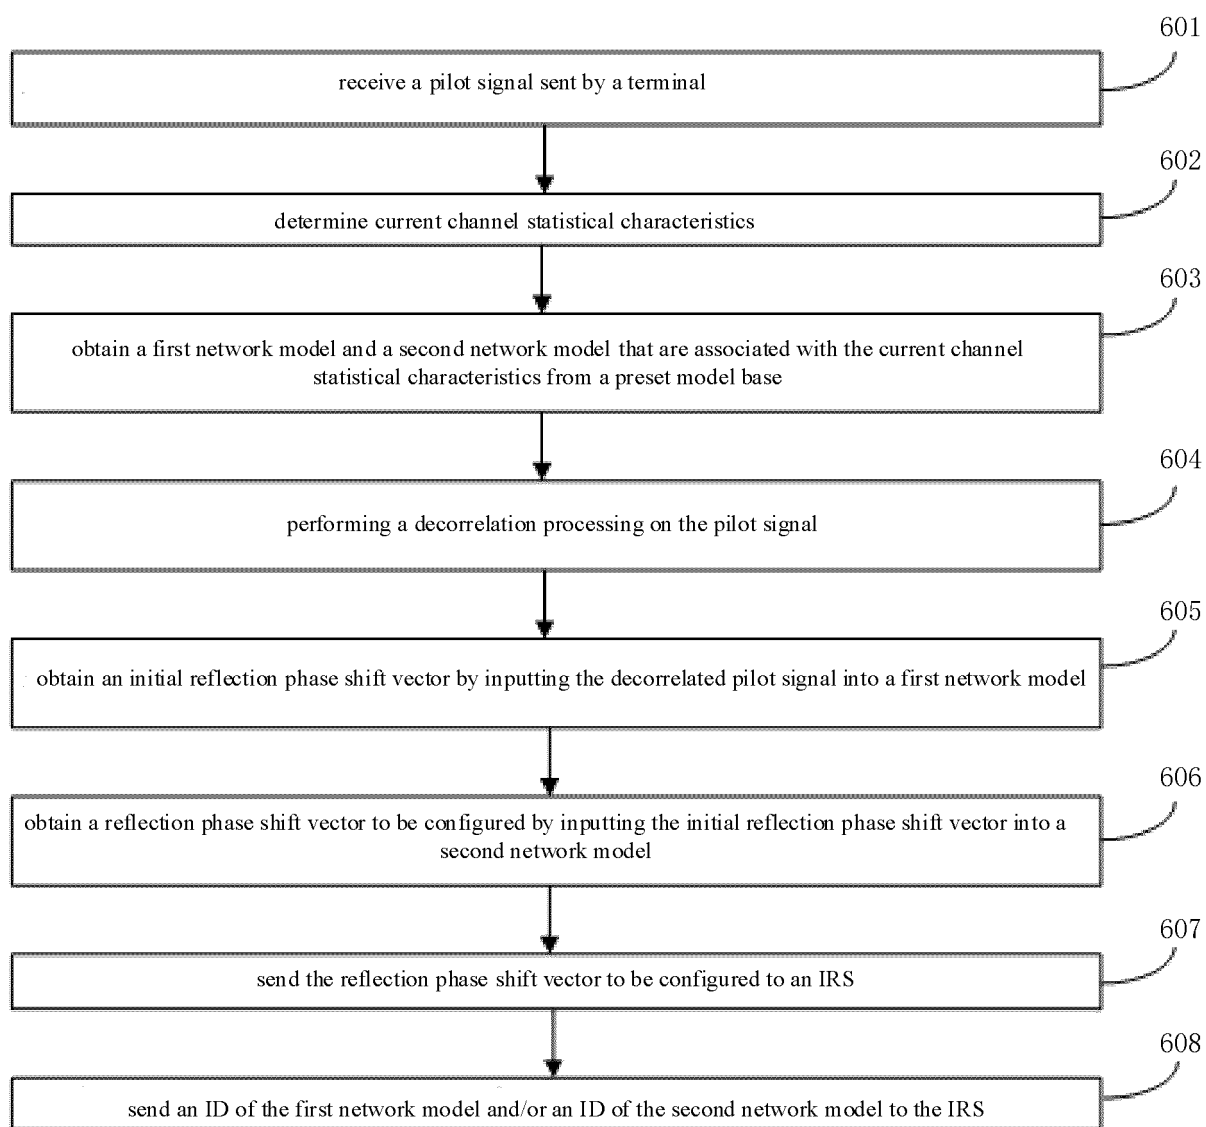 601
receive a pilot signal sent by a terminal
602
determine current channel statistical characteristics
603
obtain a first network model and a second network model that are associated with the current channel
statistical characteristics from a preset model base
604
performing a decorrelation processing on the pilot signal
605
obtain an initial reflection phase shift vector by inputting the decorrelated pilot signal into a first network model
606
obtain a reflection phase shift vector to be configured by inputting the initial reflection phase shift vector into a
second network model
607
send the reflection phase shift vector to be configured to an IRS
608
send an ID of the first network model and/or an ID of the second network model to the IRS